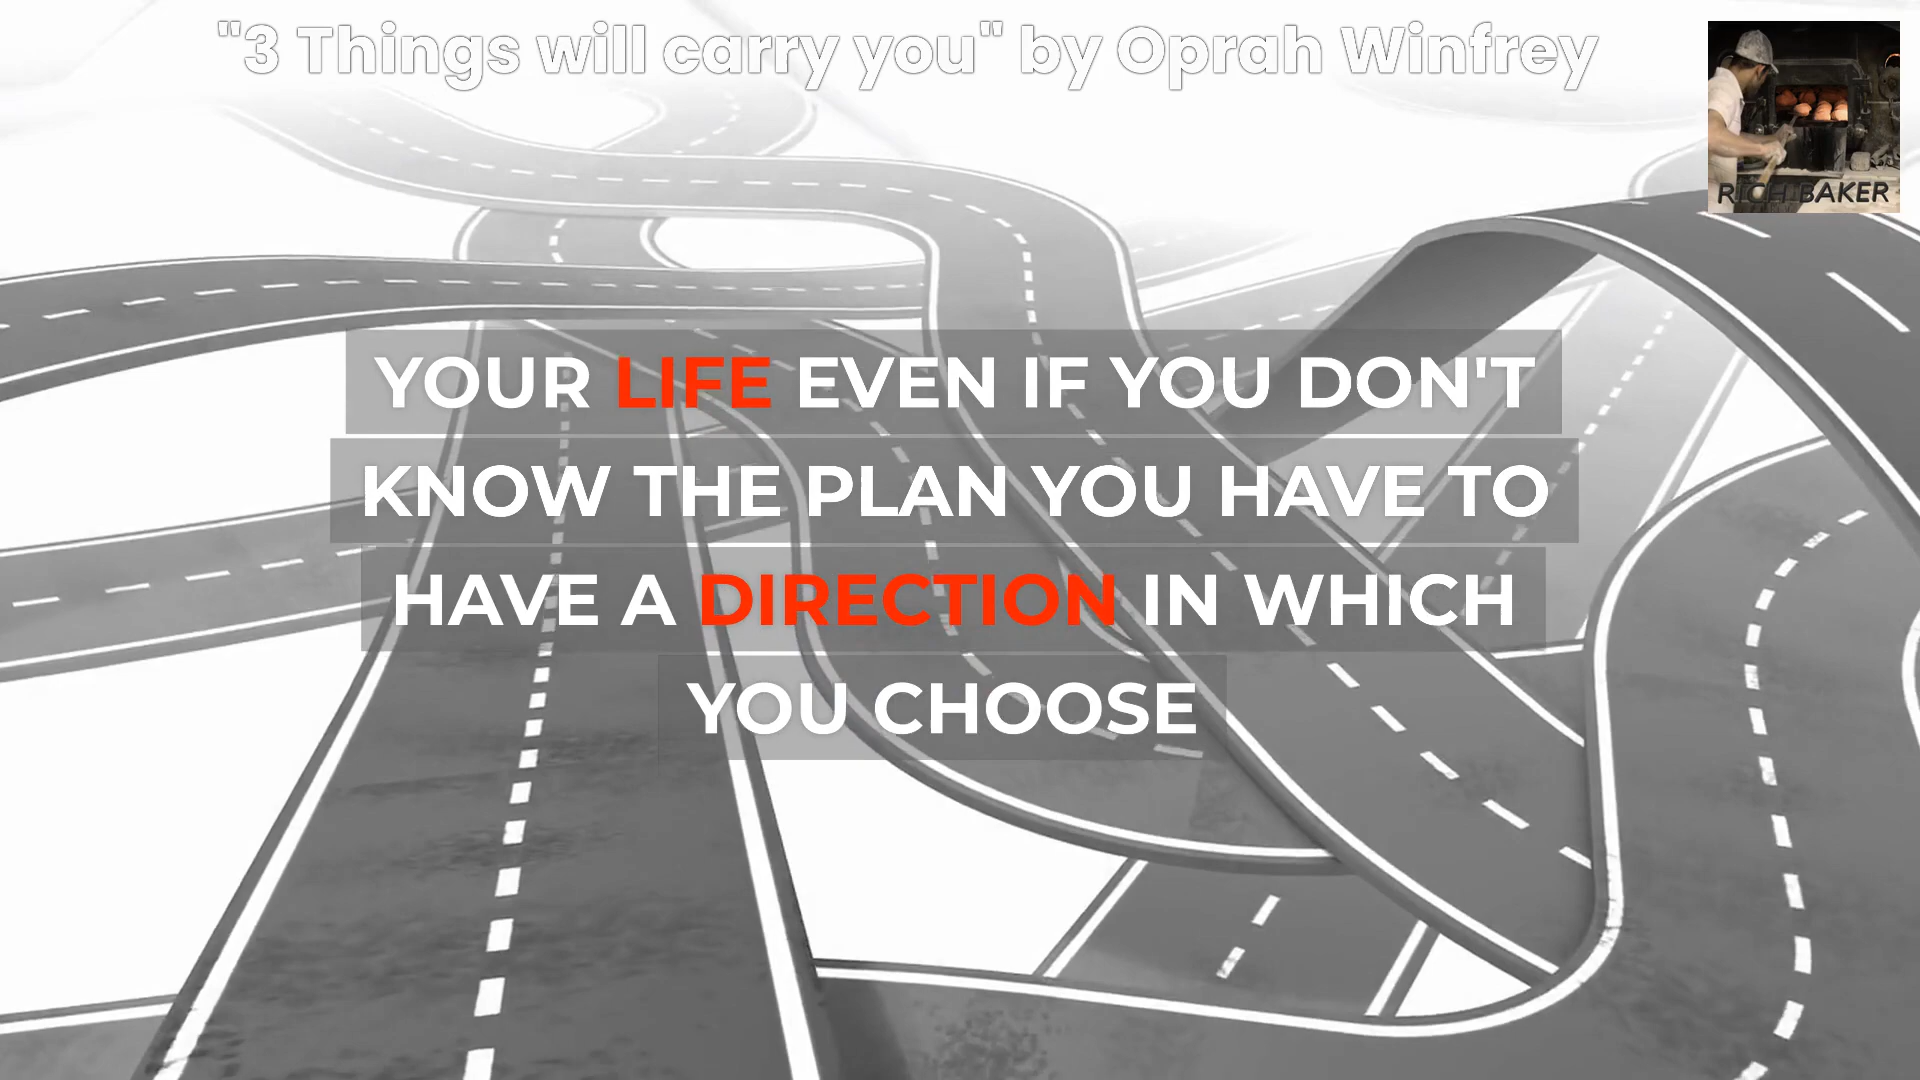 "3 Things will carry you" by Oprah Winfrey
RICH BAKER
YOUR LIFE EVEN IF YOU DON'T
KNOW THE PLAN YOU HAVE TO
HAVE A DIRECTION IN WHICH
YOU CHOOSE